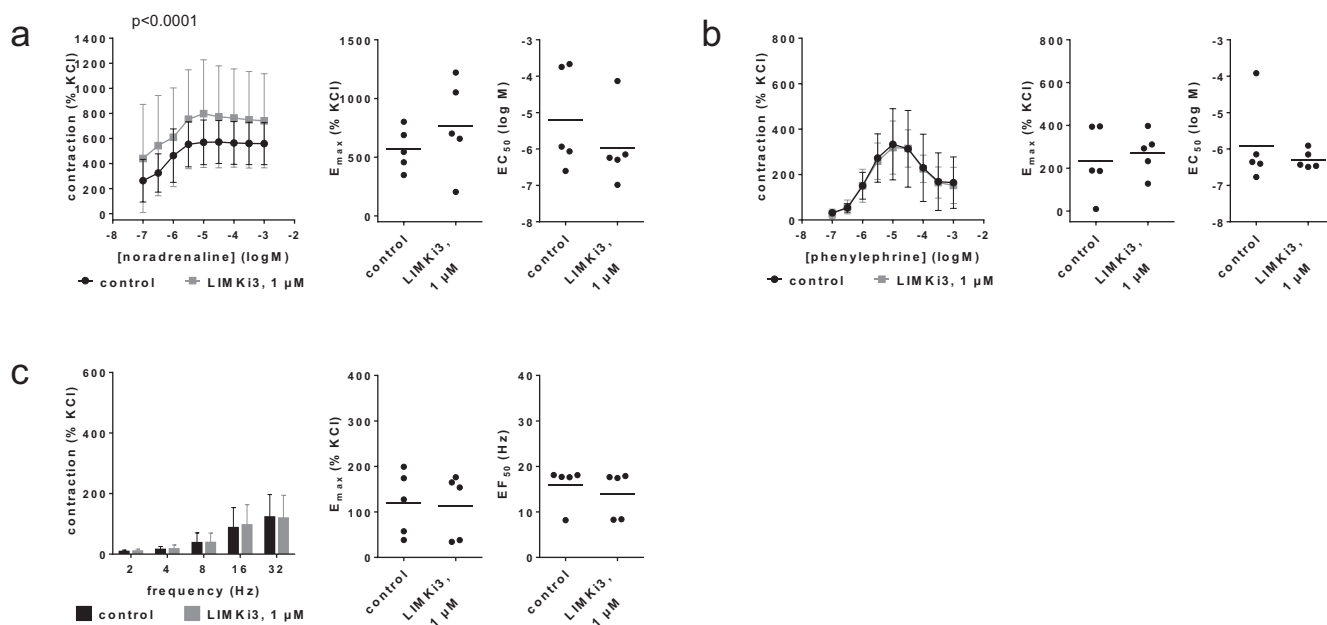 p<0.0001
a
contraction (% KCl)
1400
1200
1000
800
600
400
200
0
-8 -7 -6 -5 -4 -3 -2
[noradrenaline] (logM)
control LIMKi3, 1 µM
Emax (% KCl)
1500
1000
500
0
control
LIMKi3,
1 µM
EC50 (log M)
-3
-4
-5
-6
-7
-8
control
LIMKi3,
1 µM
b
contraction (% KCl)
800
600
400
200
0
-8 -7 -6 -5 -4 -3 -2
[phenylephrine] (logM)
control LIMKi3, 1 µM
Emax (% KCl)
800
600
400
200
0
control
LIMKi3,
1 µM
EC50 (log M)
-3
-4
-5
-6
-7
-8
control
LIMKi3,
1 µM
c
contraction (% KCl)
600
400
200
0
2 4 8 16 32
frequency (Hz)
control LIMKi3, 1 µM
Emax (% KCl)
400
300
200
100
0
control
LIMKi3,
1 µM
EF50 (Hz)
40
30
20
10
0
control
LIMKi3,
1 µM